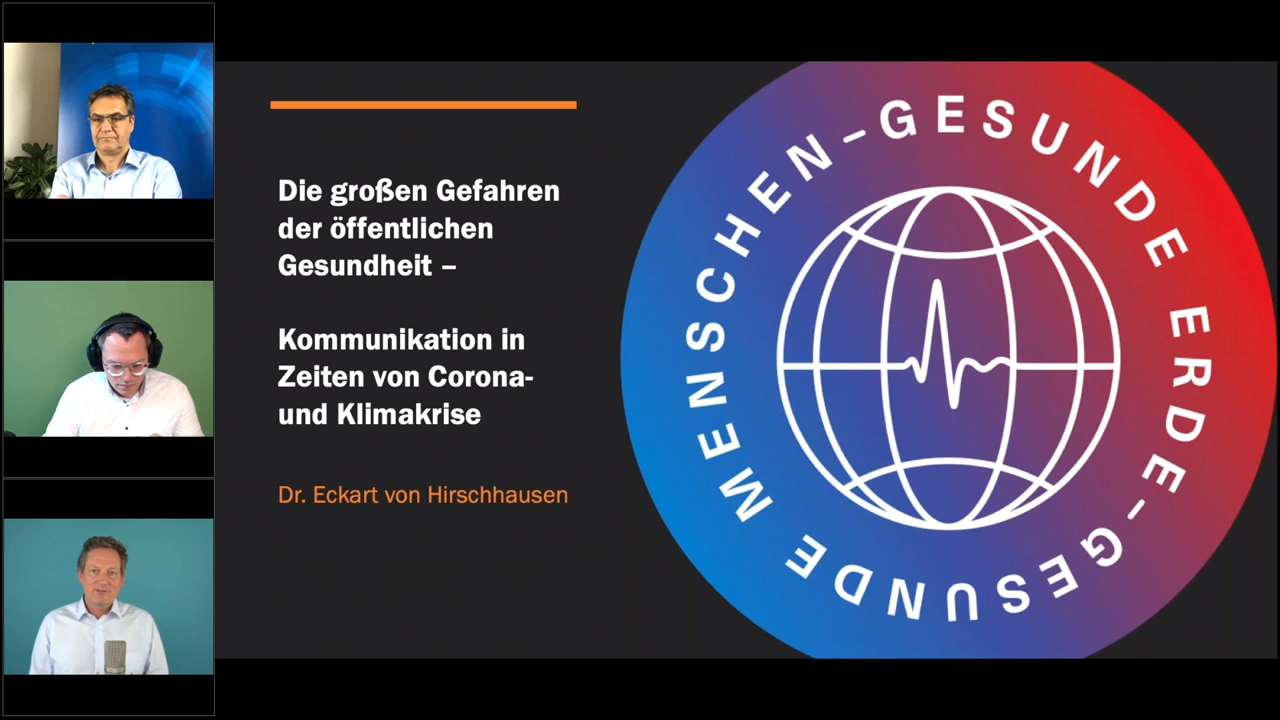 Die großen Gefahren
der öffentlichen
Gesundheit –
Kommunikation in
Zeiten von Corona-
und Klimakrise
Dr. Eckart von Hirschhausen
GESUNDE MENSCHEN–GESUNDE ERDE–